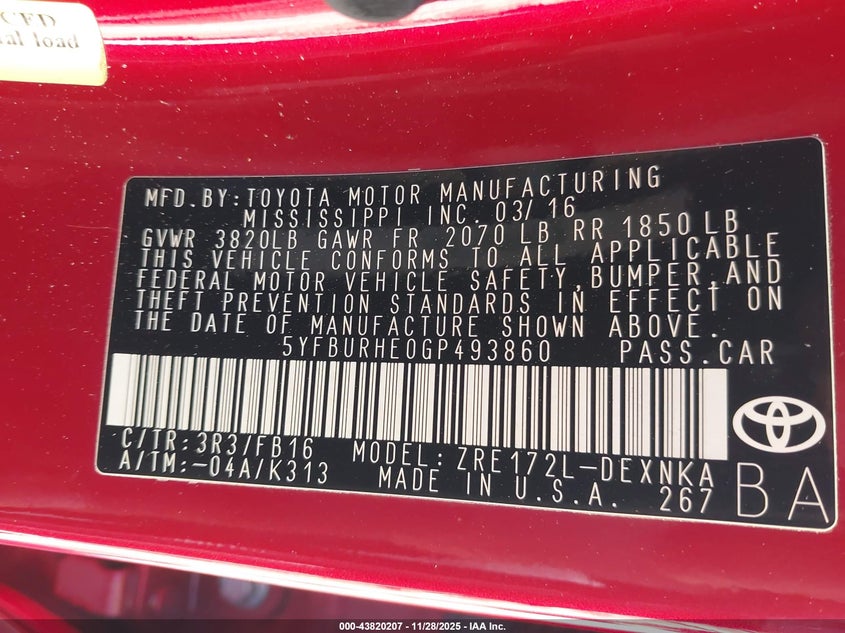 CFD
nal load
MFD.BY:TOYOTA MOTOR MANUFACTURING
MISSISSIPPI INC. 03/16
GVWR 3820LB GAWR FR 2070 LB RR 1850 LB
THIS VEHICLE CONFORMS TO ALL APPLICABLE
FEDERAL MOTOR VEHICLE SAFETY,BUMPER,AND
THEFT PREVENTION STANDARDS IN EFFECT ON
THE DATE OF MANUFACTURE SHOWN ABOVE.
5YFBURHE0GP493860 PASS.CAR
C/TR:3R3/FB16 MODEL:ZRE172L-DEXNKA
A/TM:-04A/K313 MADE IN U.S.A. 267
BA
000-43820207 - 11/28/2025 - IAA Inc.